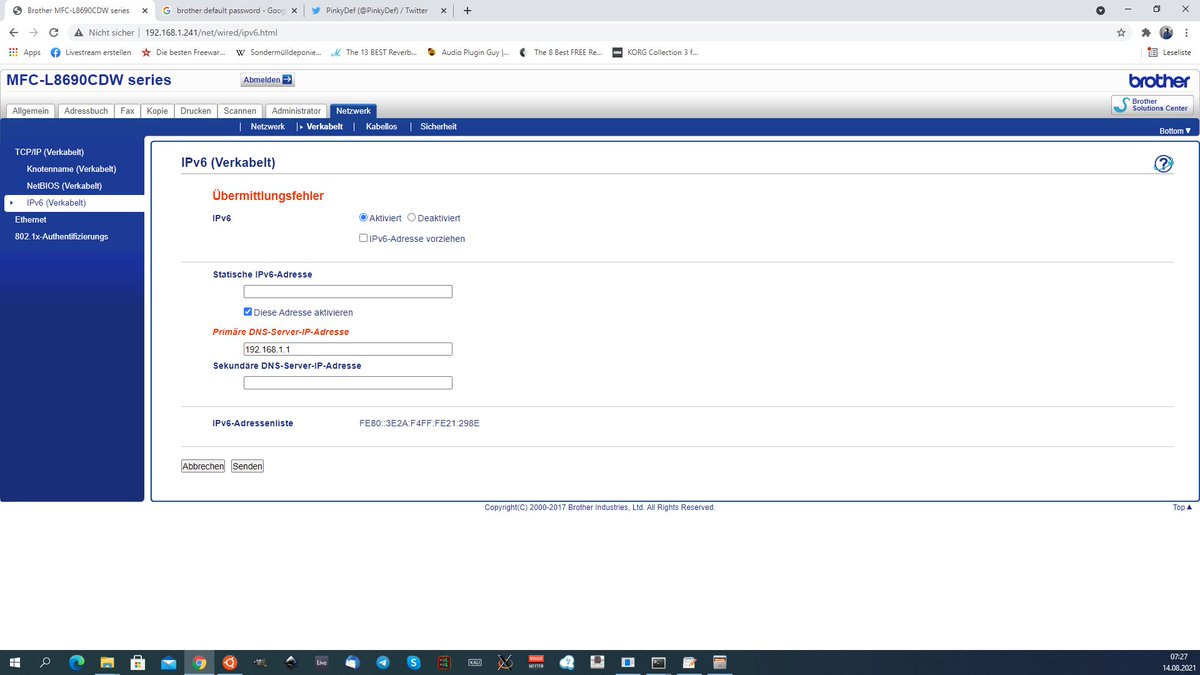 Brother MFC-L8690CDW series
brother default password - Goog
PinkyDef (@PinkyDef) / Twitter
Nicht sicher
192.168.1.241/net/wired/ipv6.html
Apps
Livestream erstellen
Die besten Freewar...
Sondermülldeponie...
The 13 BEST Reverb...
Audio Plugin Guy |...
The 8 Best FREE Re...
KORG Collection 3 f...
Leseliste
MFC-L8690CDW series
Abmelden
brother
Allgemein
Adressbuch
Fax
Kopie
Drucken
Scannen
Administrator
Netzwerk
Brother
Solutions Center
Netzwerk
Verkabelt
Kabellos
Sicherheit
Bottom▼
TCP/IP (Verkabelt)
Knotenname (Verkabelt)
NetBIOS (Verkabelt)
IPv6 (Verkabelt)
Ethernet
802.1x-Authentifizierungs
IPv6 (Verkabelt)
Übermittlungsfehler
IPv6
Aktiviert
Deaktiviert
IPv6-Adresse vorziehen
Statische IPv6-Adresse
Diese Adresse aktivieren
Primäre DNS-Server-IP-Adresse
192.168.1.1
Sekundäre DNS-Server-IP-Adresse
IPv6-Adressenliste
FE80::3E2A:F4FF:FE21:298E
Abbrechen
Senden
Copyright(C) 2000-2017 Brother Industries, Ltd. All Rights Reserved.
Top▲
Live
KALI
07:27
14.08.2021